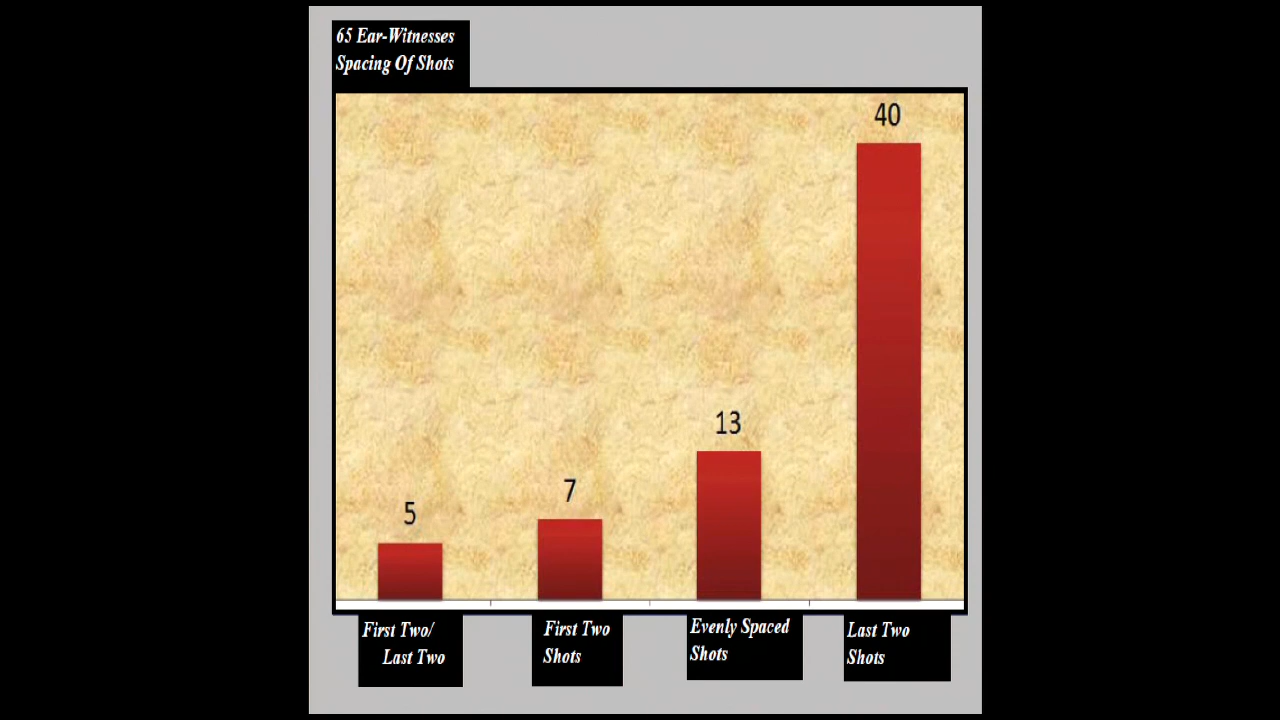 65 Ear-Witnesses
Spacing Of Shots
40
13
7
5
First Two/
Last Two
First Two
Shots
Evenly Spaced
Shots
Last Two
Shots